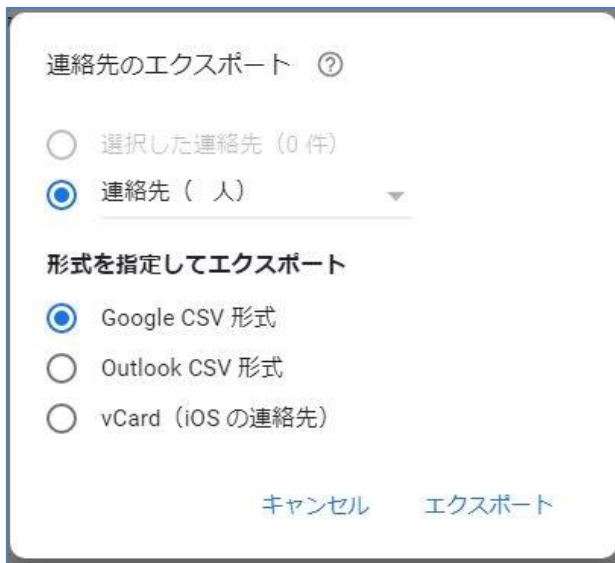 連絡先のエクスポート ?
選択した連絡先（0 件）
連絡先（ 人）
形式を指定してエクスポート
Google CSV 形式
Outlook CSV 形式
vCard（iOS の連絡先）
キャンセル エクスポート